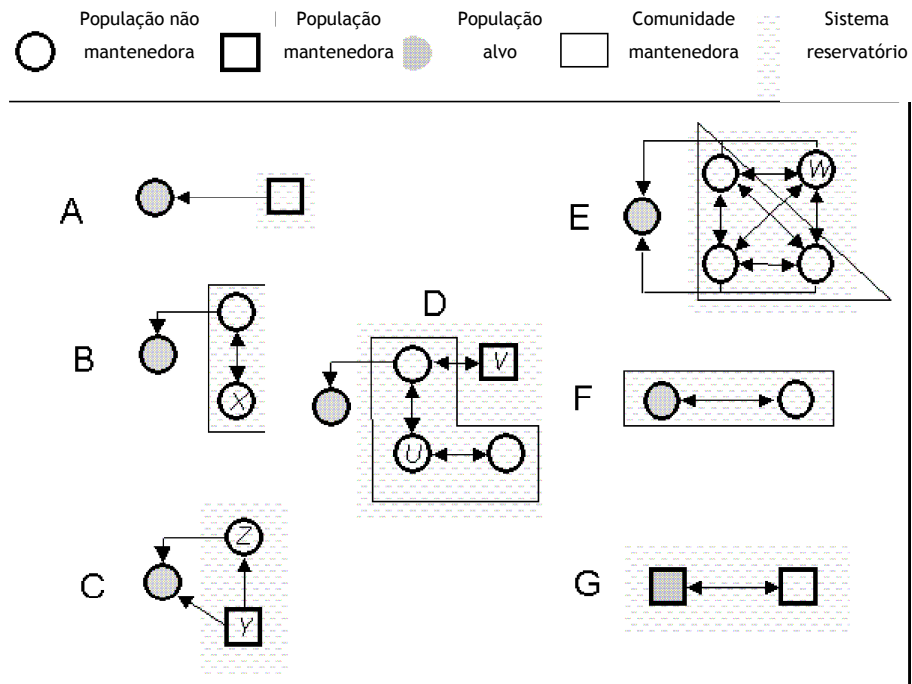 População não
mantenedora
População
mantenedora
População
alvo
Comunidade
mantenedora
Sistema
reservatório
A
E
W
B
X
D
V
U
F
C
Z
Y
G